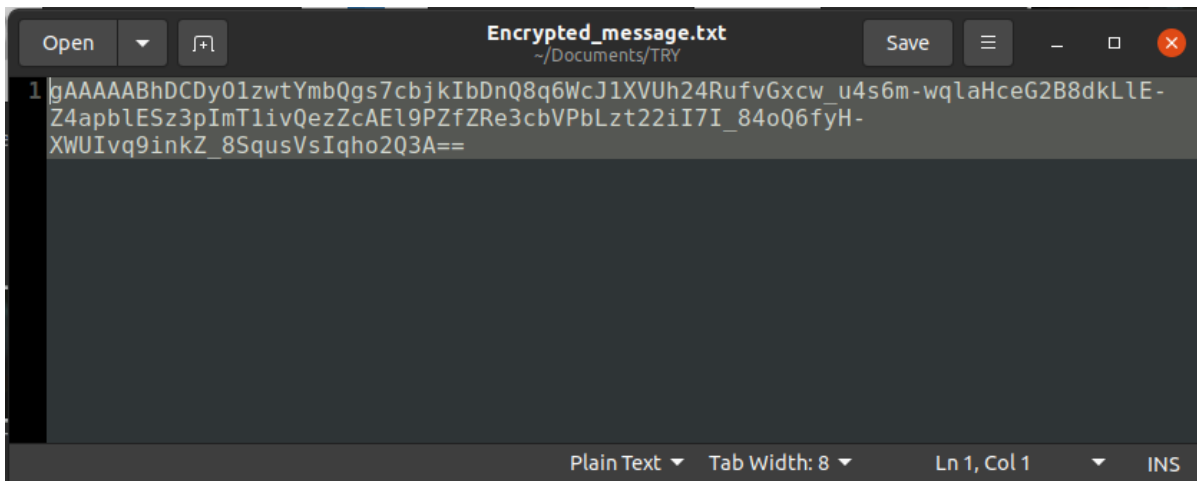 Open
Encrypted_message.txt
Save
~/Documents/TRY
1 gAAAAABhDCDyO1zwtYmbQgs7cbjkIbDnQ8q6WcJ1XVUh24RufvGxcw_u4s6m-wqlaHceG2B8dkLlE-
Z4apblESz3pImT1ivQezZcAEl9PZfZRe3cbVPbLzt22iI7I_84oQ6fyH-
XWUIvq9inkZ_8SqusVsIqho2Q3A==
Plain Text Tab Width: 8 Ln 1, Col 1 INS